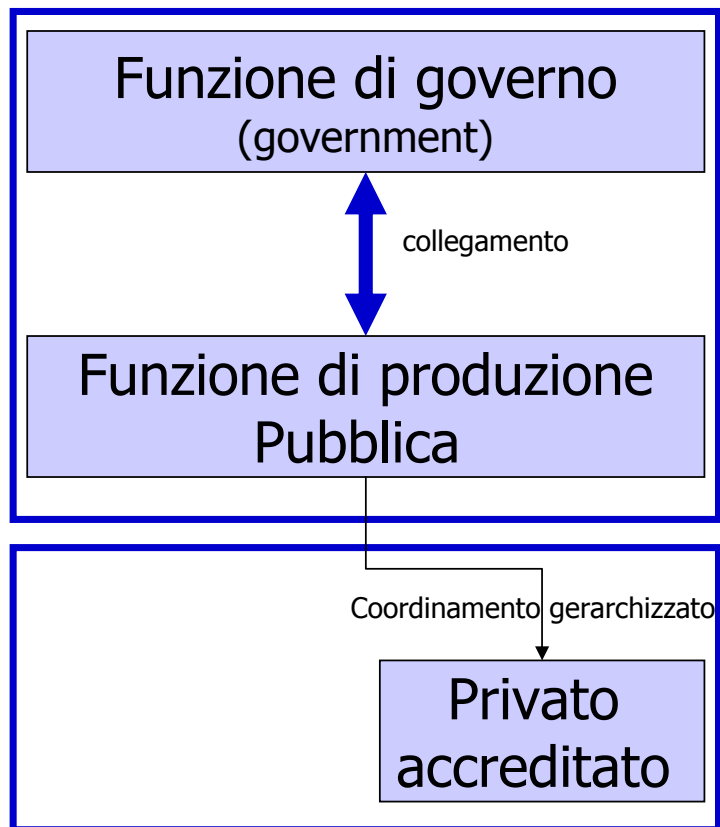 Funzione di governo
(government)
collegamento
Funzione di produzione
Pubblica
Coordinamento gerarchizzato
Privato
accreditato